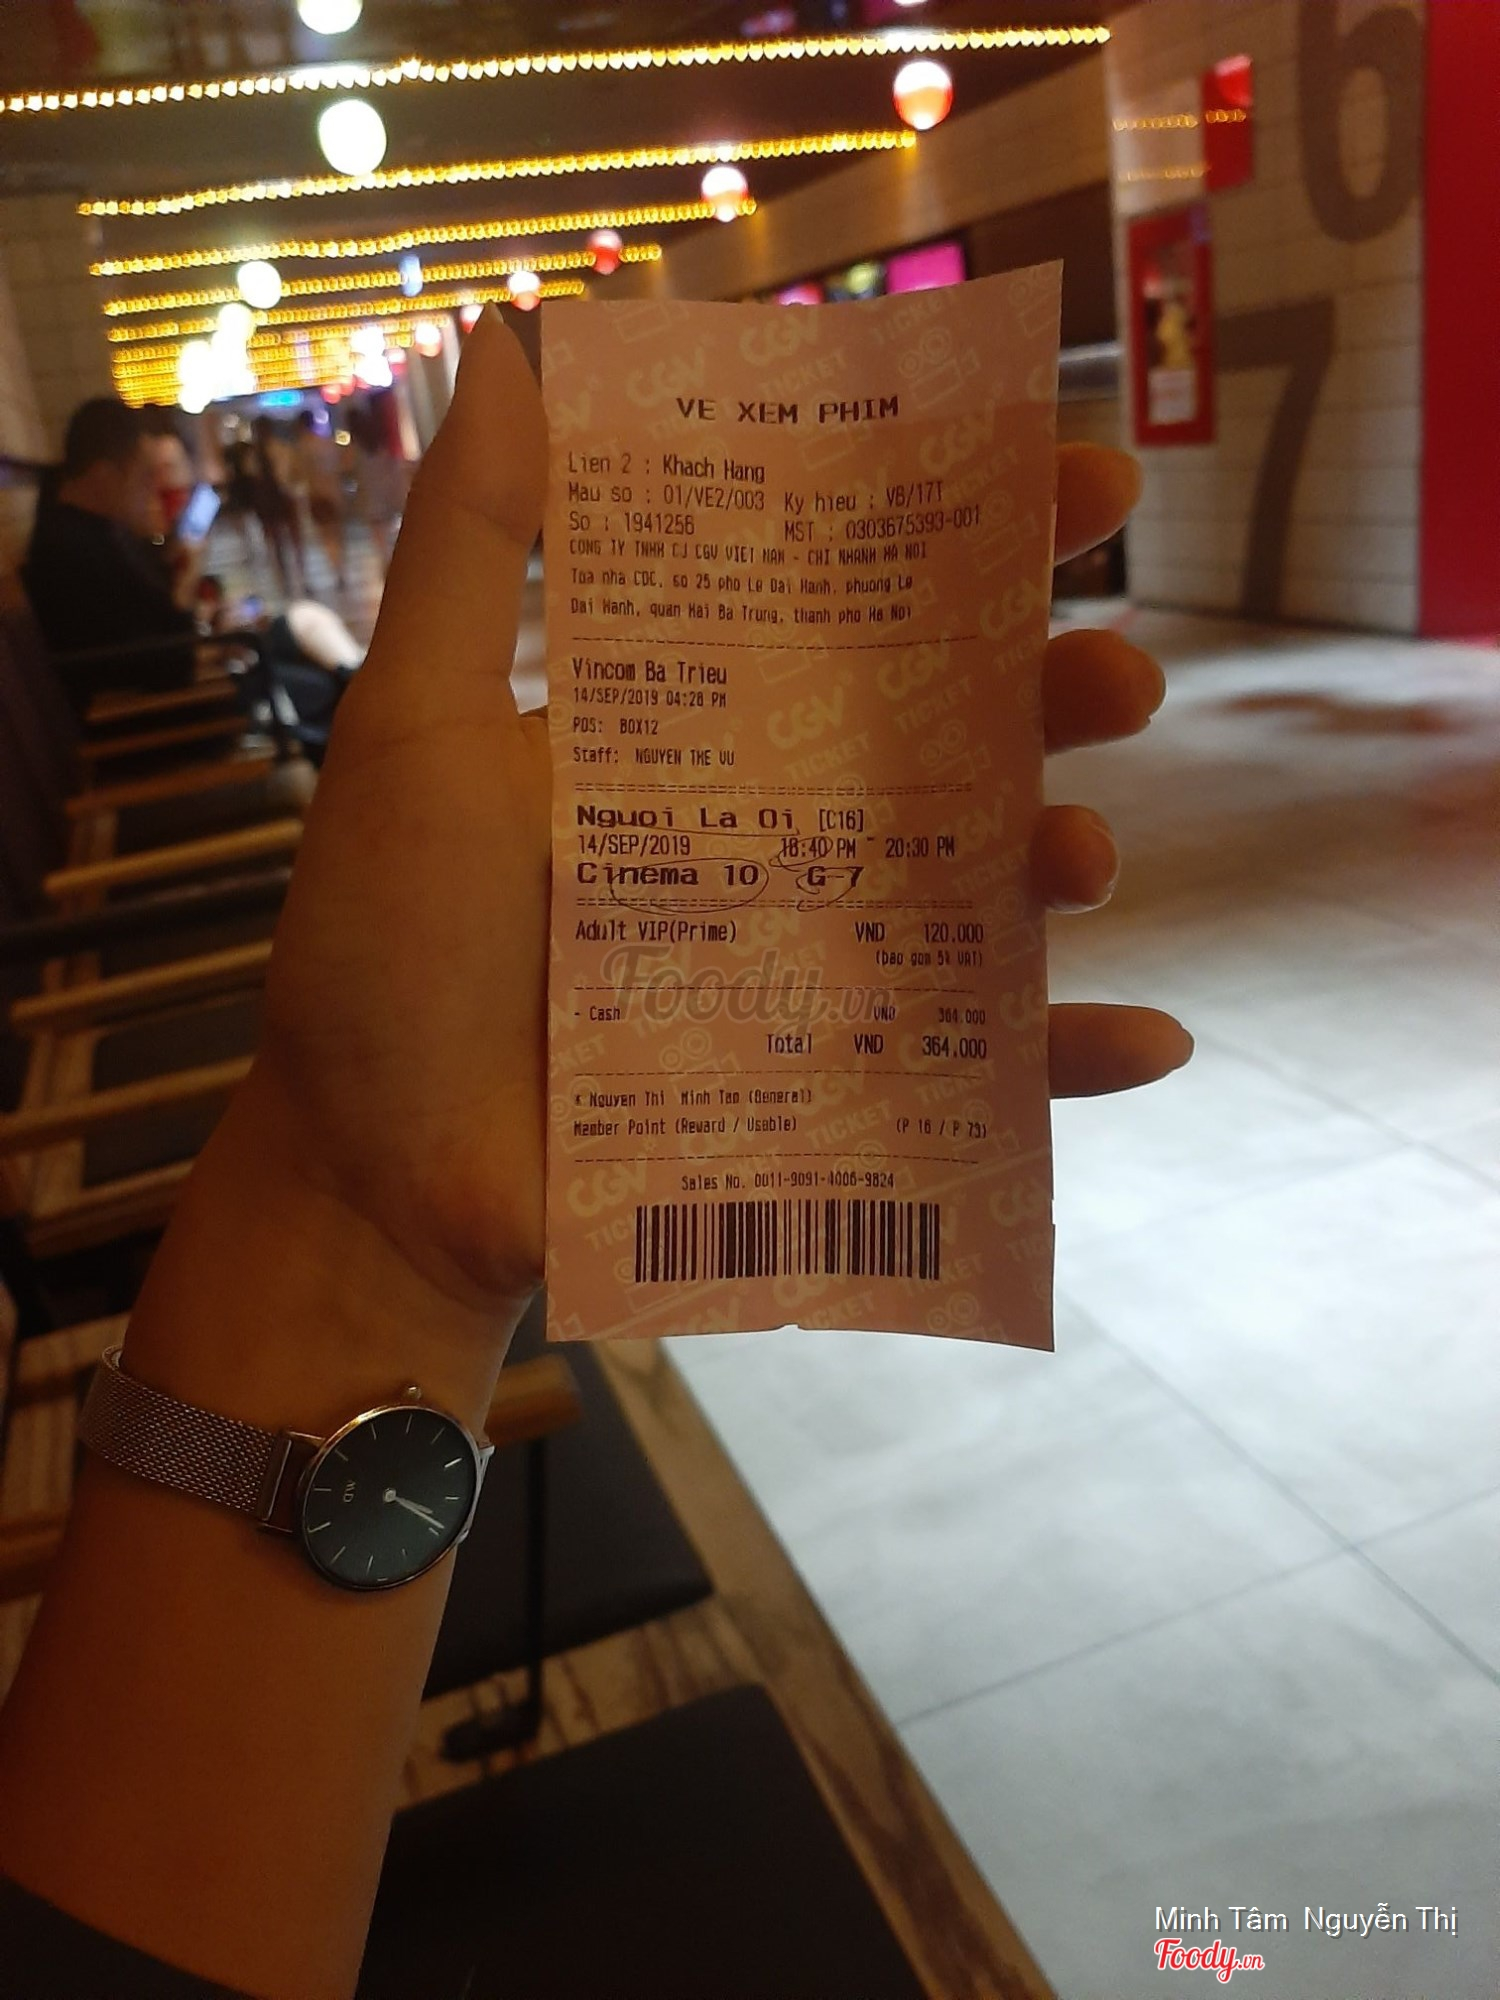 6
7
VE XEM PHIM
Lien 2 : Khach Hang
Mau so : 01/VE2/003 Ky hieu : VB/17T
So : 1941256 MST : 0303675393-001
CONG TY TNHH CJ CGV VIET NAM - CHI NHANH HA NOI
Toa nha CDC, so 25 pho Le Dai Hanh, phuong Le
Dai Hanh, quan Hai Ba Trung, thanh pho Ha Noi
Vincom Ba Trieu
14/SEP/2019 04:28 PM
POS: BOX12
Staff: NGUYEN THE VU
Nguoi La Oi [C16]
14/SEP/2019 18:40 PM ~ 20:30 PM
Cinema 10 G-7
Adult VIP(Prime) VND 120.000
(bao gom 5% VAT)
Foody.vn
- Cash VND 364.000
Total VND 364.000
* Nguyen Thi Minh Tam (General)
Member Point (Reward / Usable) (P 16 / P 73)
Sales No. 0011-9091-4006-9824
DW
Minh Tâm Nguyễn Thị
Foody.vn